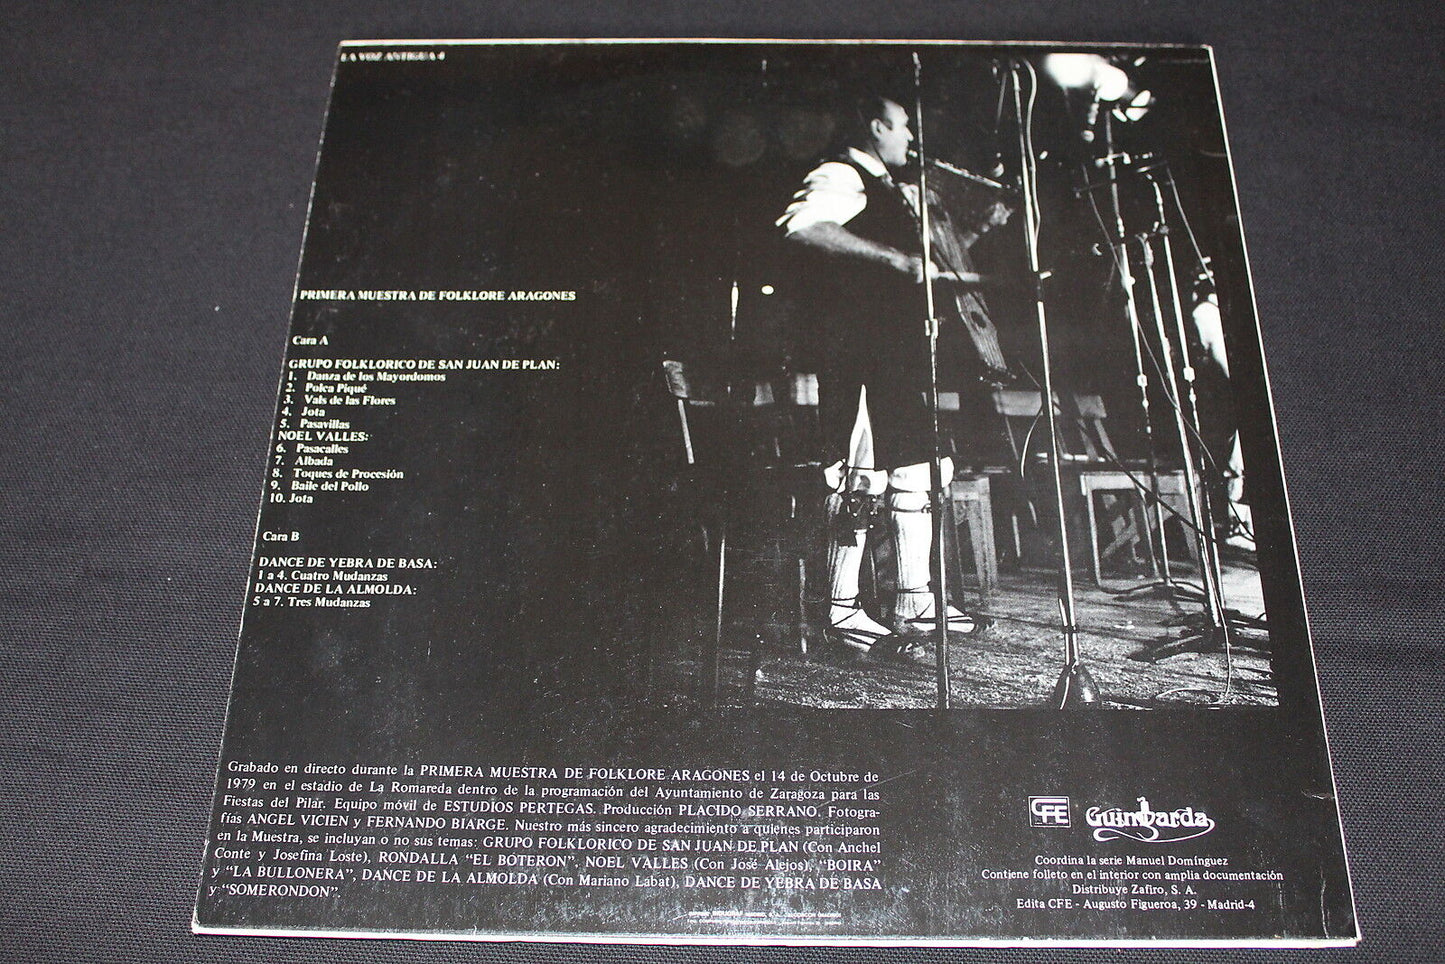 LA VOZ ANTIGUA 4
PRIMERA MUESTRA DE FOLKLORE ARAGONES
Cara A
GRUPO FOLKLORICO DE SAN JUAN DE PLAN:
1. Danza de los Mayordomos
2. Polca Piqué
3. Vals de las Flores
4. Jota
5. Pasavillas
NOEL VALLES:
6. Pasacalles
7. Albada
8. Toques de Procesión
9. Baile del Pollo
10. Jota
Cara B
DANCE DE YEBRA DE BASA:
1 a 4. Cuatro Mudanzas
DANCE DE LA ALMOLDA:
5 a 7. Tres Mudanzas
Grabado en directo durante la PRIMERA MUESTRA DE FOLKLORE ARAGONES el 14 de Octubre de
1979 en el estadio de La Romareda dentro de la programación del Ayuntamiento de Zaragoza para las
Fiestas del Pilar. Equipo móvil de ESTUDIOS PERTEGAS. Producción PLACIDO SERRANO. Fotogra-
fías ANGEL VICIEN y FERNANDO BIARGE. Nuestro más sincero agradecimiento a quienes participaron
en la Muestra, se incluyan o no sus temas: GRUPO FOLKLORICO DE SAN JUAN DE PLAN (Con Anchel
Conte y Josefina Loste), RONDALLA "EL BOTERON", NOEL VALLES (Con José Alejos), "BOIRA"
y "LA BULLONERA", DANCE DE LA ALMOLDA (Con Mariano Labat), DANCE DE YEBRA DE BASA
y "SOMERONDON".
CFE Guimbarda
Coordina la serie Manuel Domínguez
Contiene folleto en el interior con amplia documentación
Distribuye Zafiro, S. A.
Edita CFE - Augusto Figueroa, 39 - Madrid-4